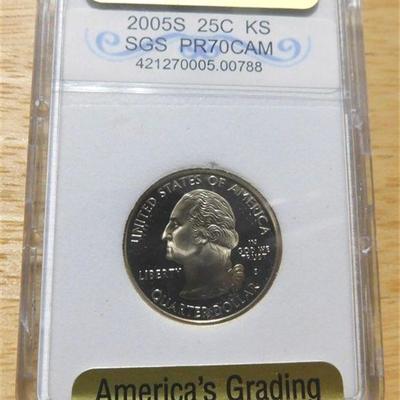 2005S 25C KS
SGS PR70CAM
421270005.00788
UNITED STATES OF AMERICA
LIBERTY
IN
GOD WE
TRUST
S
QUARTER DOLLAR
America's Grading